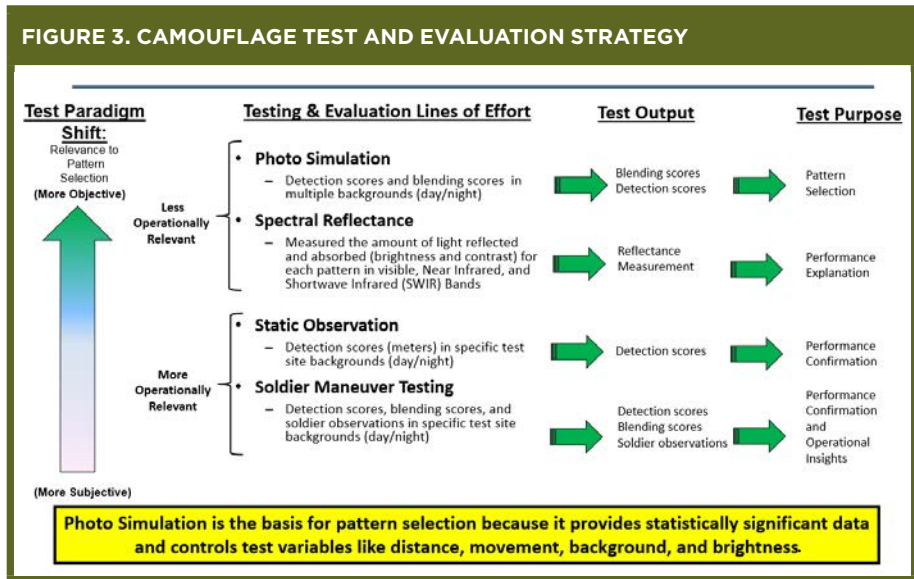 FIGURE 3. CAMOUFLAGE TEST AND EVALUATION STRATEGY
Test Paradigm
Shift:
Relevance to
Pattern
Selection
(More Objective)
(More Subjective)
Testing & Evaluation Lines of Effort
Less
Operationally
Relevant
• Photo Simulation
– Detection scores and blending scores in
multiple backgrounds (day/night)
• Spectral Reflectance
– Measured the amount of light reflected
and absorbed (brightness and contrast) for
each pattern in visible, Near Infrared, and
Shortwave Infrared (SWIR) Bands
More
Operationally
Relevant
• Static Observation
– Detection scores (meters) in specific test
site backgrounds (day/night)
• Soldier Maneuver Testing
– Detection scores, blending scores, and
soldier observations in specific test site
backgrounds (day/night)
Test Output
Blending scores
Detection scores
Reflectance
Measurement
Detection scores
Detection scores
Blending scores
Soldier observations
Test Purpose
Pattern
Selection
Performance
Explanation
Performance
Confirmation
Performance
Confirmation
and
Operational
Insights
Photo Simulation is the basis for pattern selection because it provides statistically significant data
and controls test variables like distance, movement, background, and brightness.